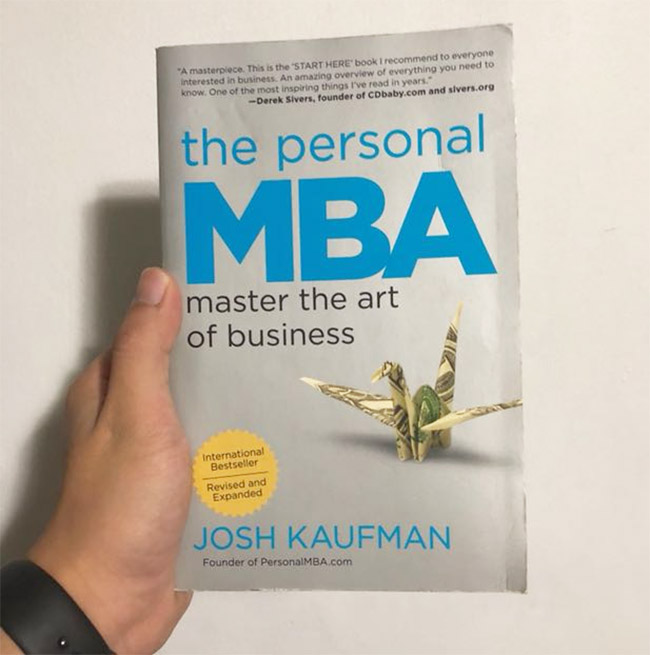 "A masterpiece. This is the 'START HERE' book I recommend to everyone
interested in business. An amazing overview of everything you need to
know. One of the most inspiring things I've read in years."
—Derek Sivers, founder of CDbaby.com and sivers.org
the personal
MBA
master the art
of business
International
Bestseller
Revised and
Expanded
JOSH KAUFMAN
Founder of PersonalMBA.com